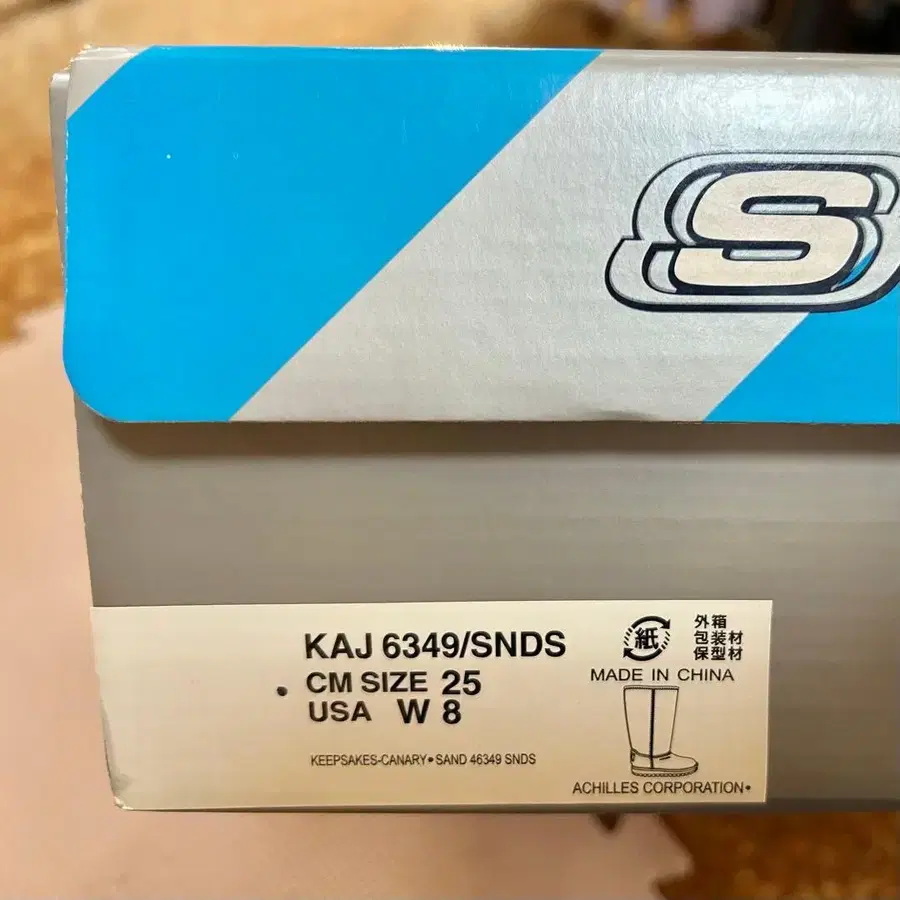 S
KAJ 6349/SNDS
CM SIZE 25
USA W 8
KEEPSAKES-CANARY•SAND 46349 SNDS
紙
外箱
包装材
保型材
MADE IN CHINA
ACHILLES CORPORATION•